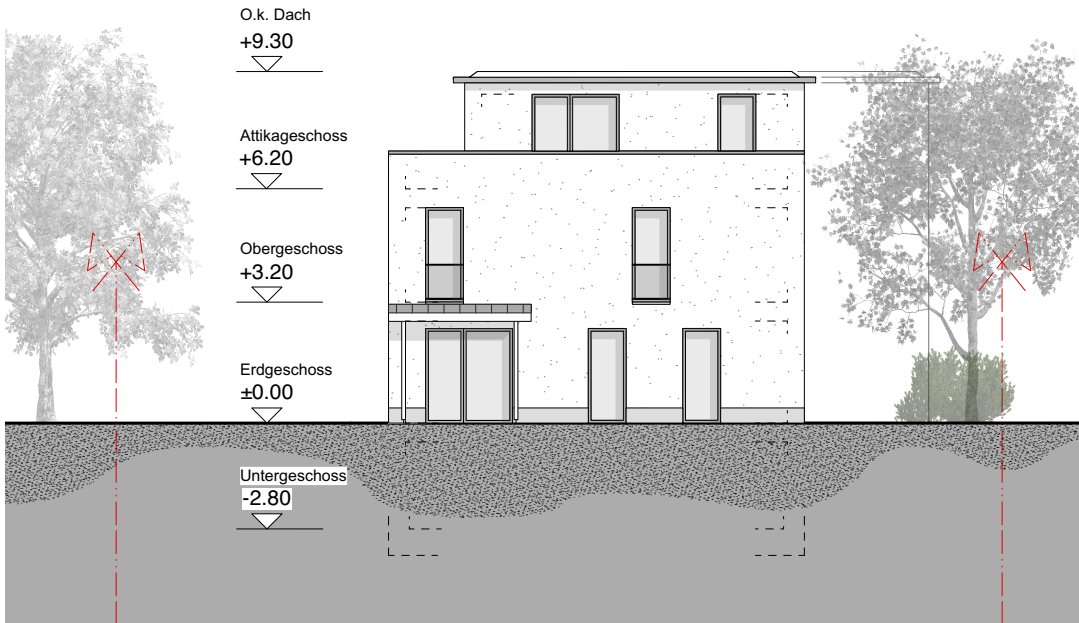 O.k. Dach
+9.30
Attikageschoss
+6.20
Obergeschoss
+3.20
Erdgeschoss
±0.00
Untergeschoss
-2.80